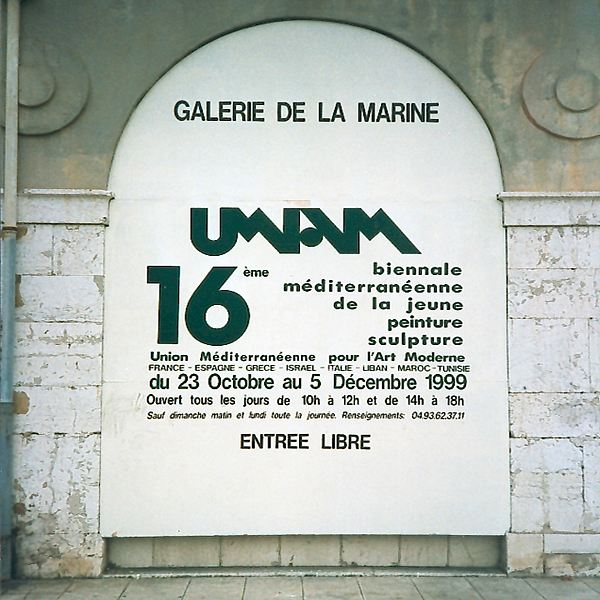 GALERIE DE LA MARINE
UMAM
16ème
biennale
méditerranéenne
de la jeune
peinture
sculpture
Union Méditerranéenne pour l'Art Moderne
FRANCE - ESPAGNE - GRECE - ISRAEL - ITALIE - LIBAN - MAROC - TUNISIE
du 23 Octobre au 5 Décembre 1999
Ouvert tous les jours de 10h à 12h et de 14h à 18h
Sauf dimanche matin et lundi toute la journée. Renseignements: 04.93.62.37.11
ENTREE LIBRE